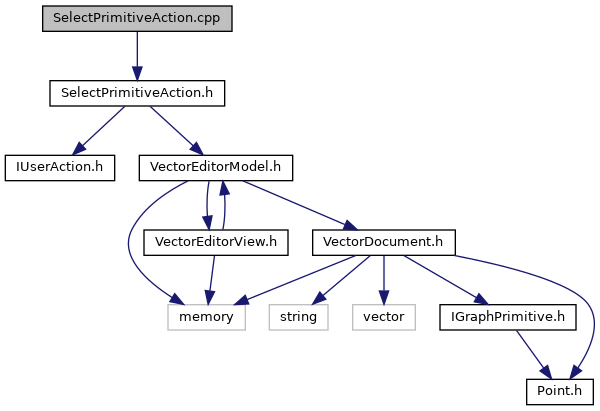 SelectPrimitiveAction.cpp
SelectPrimitiveAction.h
IUserAction.h
VectorEditorModel.h
VectorEditorView.h
VectorDocument.h
memory
string
vector
IGraphPrimitive.h
Point.h